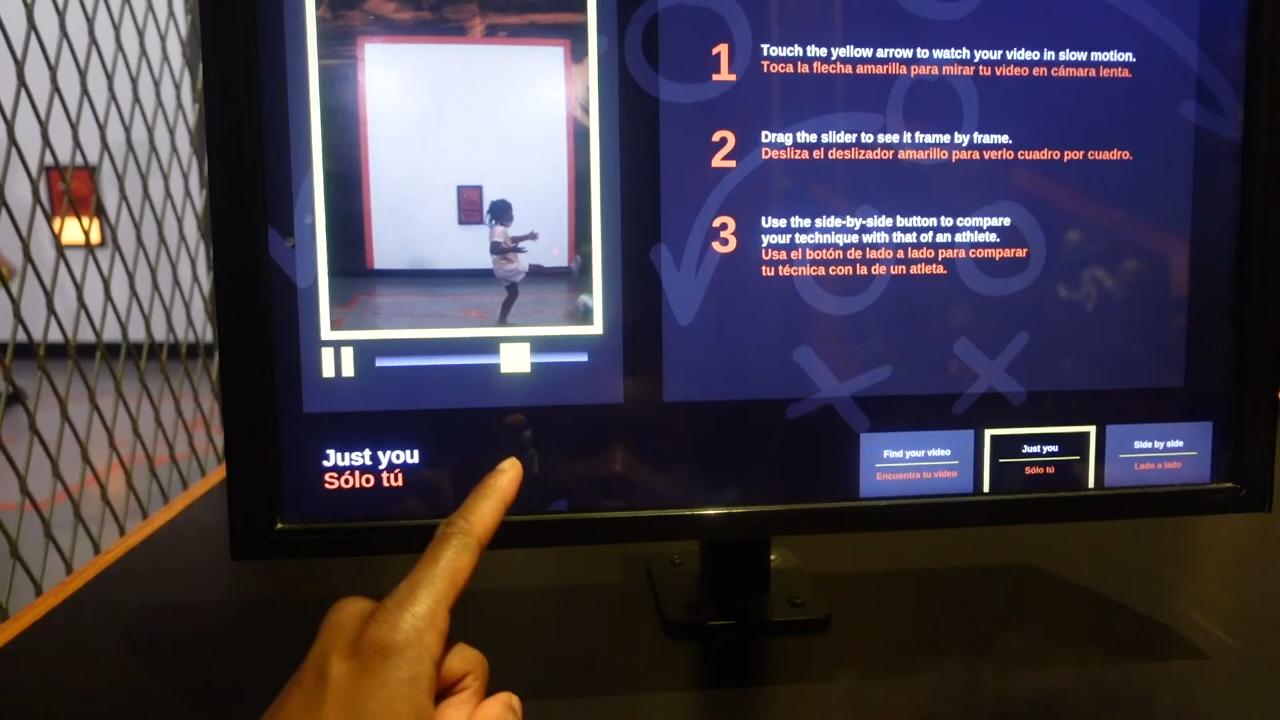 1
Touch the yellow arrow to watch your video in slow motion.
Toca la flecha amarilla para mirar tu video en cámara lenta.
2
Drag the slider to see it frame by frame.
Desliza el deslizador amarillo para verlo cuadro por cuadro.
3
Use the side-by-side button to compare
your technique with that of an athlete.
Usa el botón de lado a lado para comparar
tu técnica con la de un atleta.
Just you
Sólo tú
Find your video
Encuentra tu video
Just you
Sólo tú
Side by side
Lado a lado